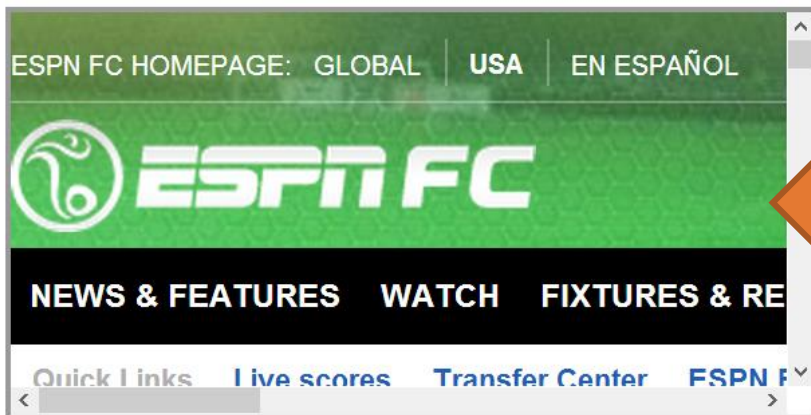 ESPN FC HOMEPAGE: GLOBAL USA EN ESPAÑOL
ESPN FC
NEWS & FEATURES WATCH FIXTURES & RE
Quick Links Live scores Transfer Center ESPN F